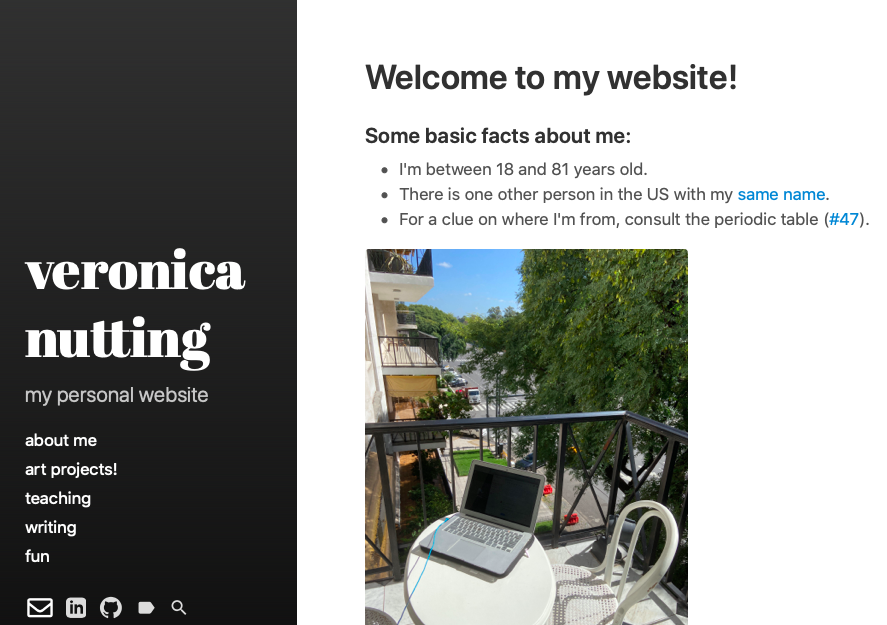 veronica
nutting
my personal website
about me
art projects!
teaching
writing
fun
Welcome to my website!
Some basic facts about me:
I'm between 18 and 81 years old.
There is one other person in the US with my same name.
For a clue on where I'm from, consult the periodic table (#47).